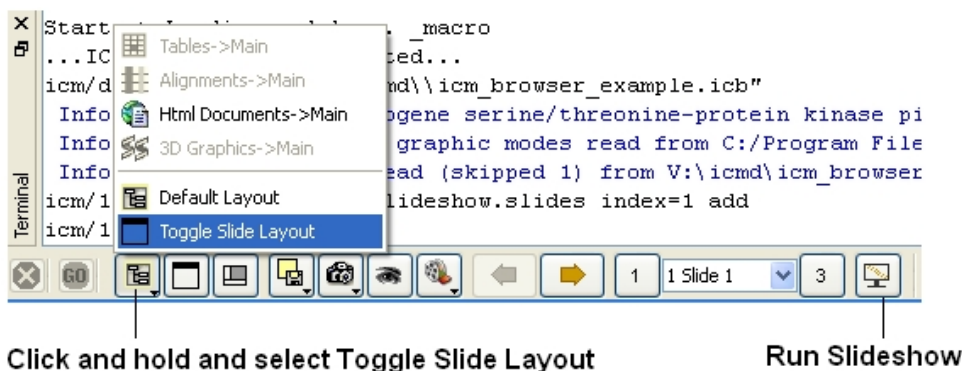 Start _macro
Tables->Main
...IC ted...
Alignments->Main
icm/d nd\\icm_browser_example.icb"
Html Documents->Main
Info ogene serine/threonine-protein kinase pi
3D Graphics->Main
Info graphic modes read from C:/Program File
Info ead (skipped 1) from V:\icmd\icm_browser
Default Layout
icm/1 lideshow.slides index=1 add
Toggle Slide Layout
icm/1
Terminal
GO
1
1 Slide 1
3
Click and hold and select Toggle Slide Layout
Run Slideshow